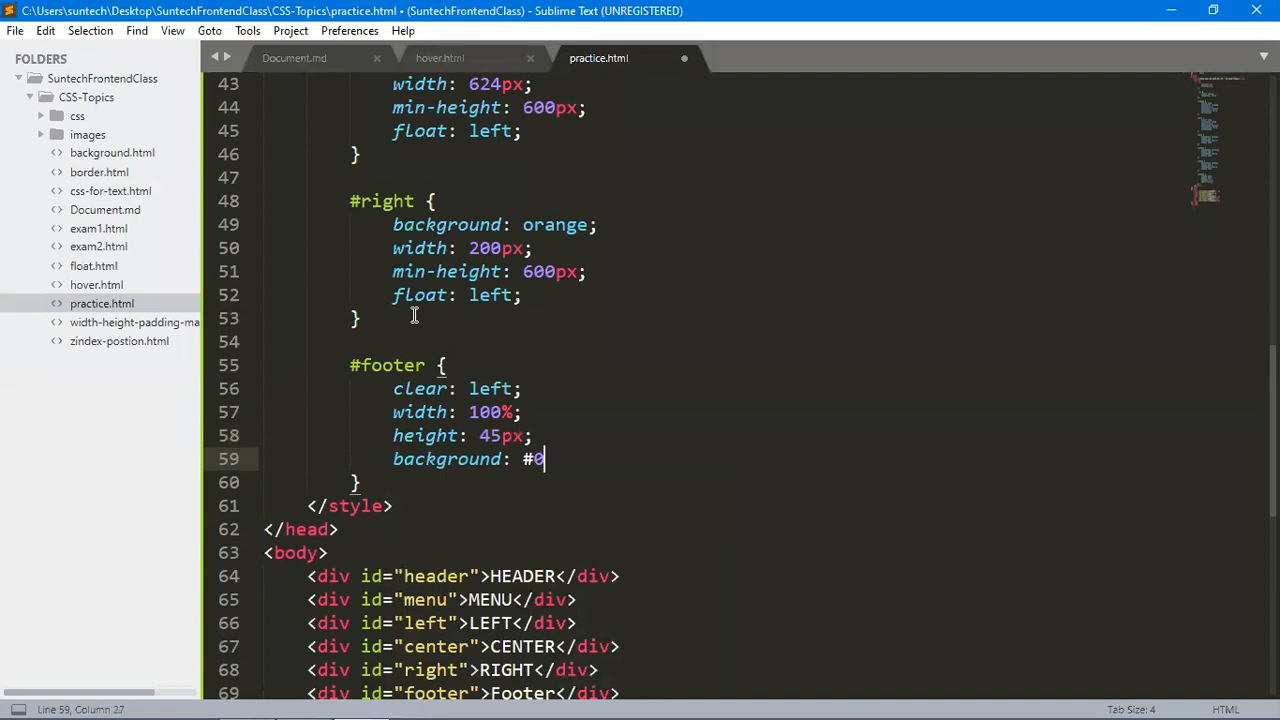 C:\Users\suntech\Desktop\SuntechFrontendClass\CSS-Topics\practice.html • (SuntechFrontendClass) - Sublime Text (UNREGISTERED)
File Edit Selection Find View Goto Tools Project Preferences Help
FOLDERS
SuntechFrontendClass
CSS-Topics
css
images
background.html
border.html
css-for-text.html
Document.md
exam1.html
exam2.html
float.html
hover.html
practice.html
width-height-padding-ma
zindex-postion.html
Document.md hover.html practice.html
43 width: 624px;
44 min-height: 600px;
45 float: left;
46 }
47
48 #right {
49 background: orange;
50 width: 200px;
51 min-height: 600px;
52 float: left;
53 }
54
55 #footer {
56 clear: left;
57 width: 100%;
58 height: 45px;
59 background: #0
60 }
61 </style>
62 </head>
63 <body>
64 <div id="header">HEADER</div>
65 <div id="menu">MENU</div>
66 <div id="left">LEFT</div>
67 <div id="center">CENTER</div>
68 <div id="right">RIGHT</div>
69 <div id="footer">Footer</div>
Line 59, Column 27 Tab Size: 4 HTML